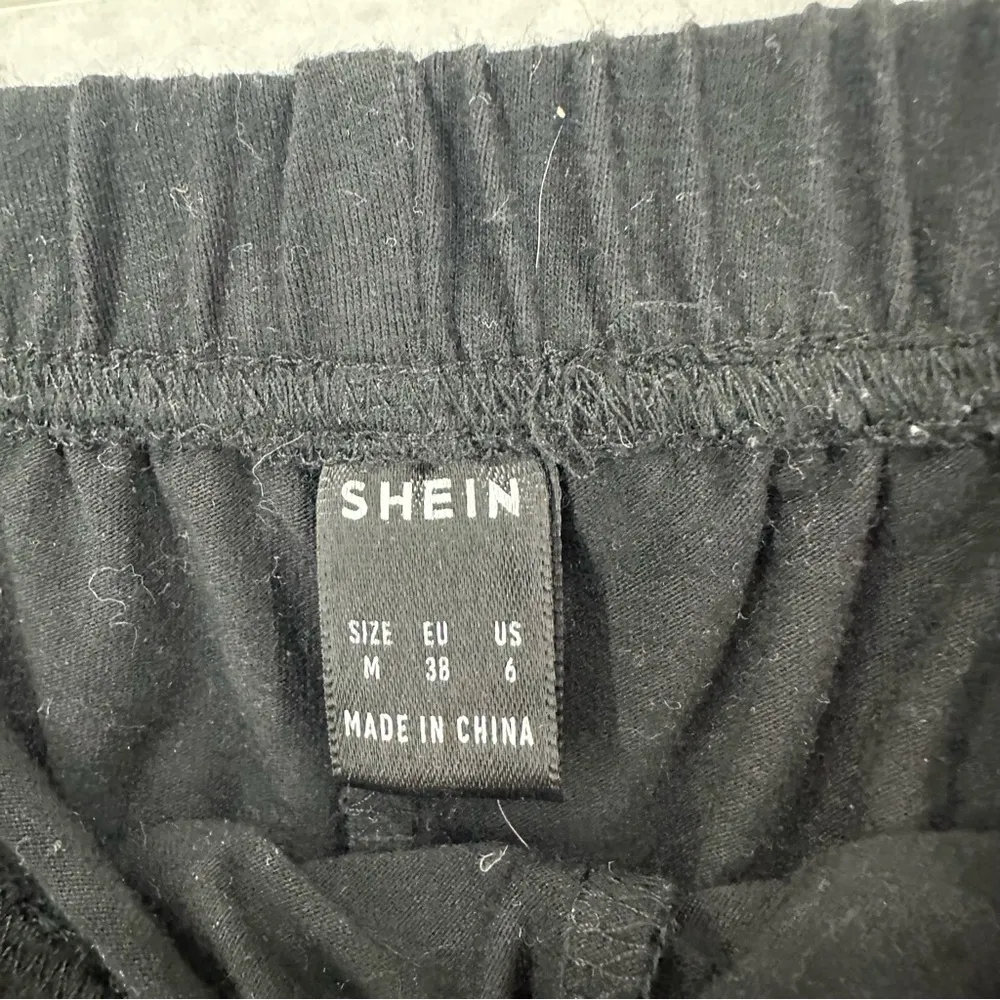 SHEIN
SIZE EU US
M 38 6
MADE IN CHINA